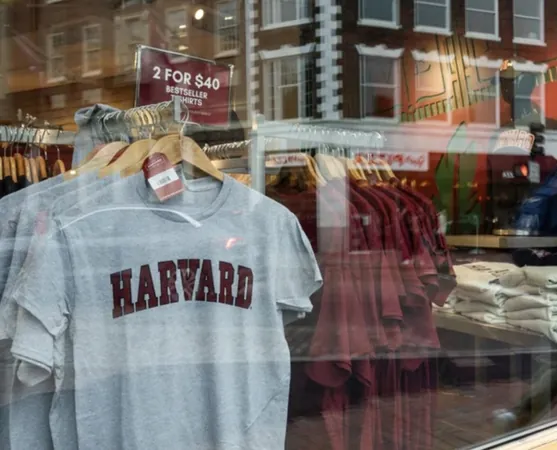 2 FOR $40
BESTSELLER
T-SHIRTS
HARVARD